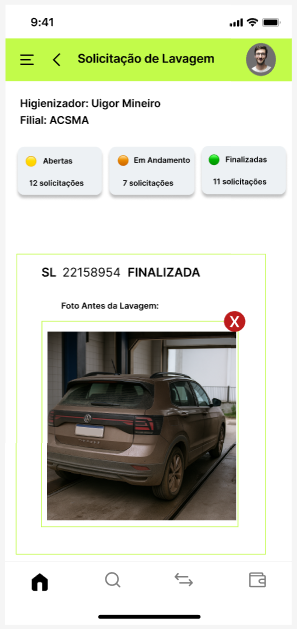 9:41
Solicitação de Lavagem
Higienizador: Uigor Mineiro
Filial: ACSMA
Abertas
12 solicitações
Em Andamento
7 solicitações
Finalizadas
11 solicitações
SL 22158954 FINALIZADA
Foto Antes da Lavagem:
X